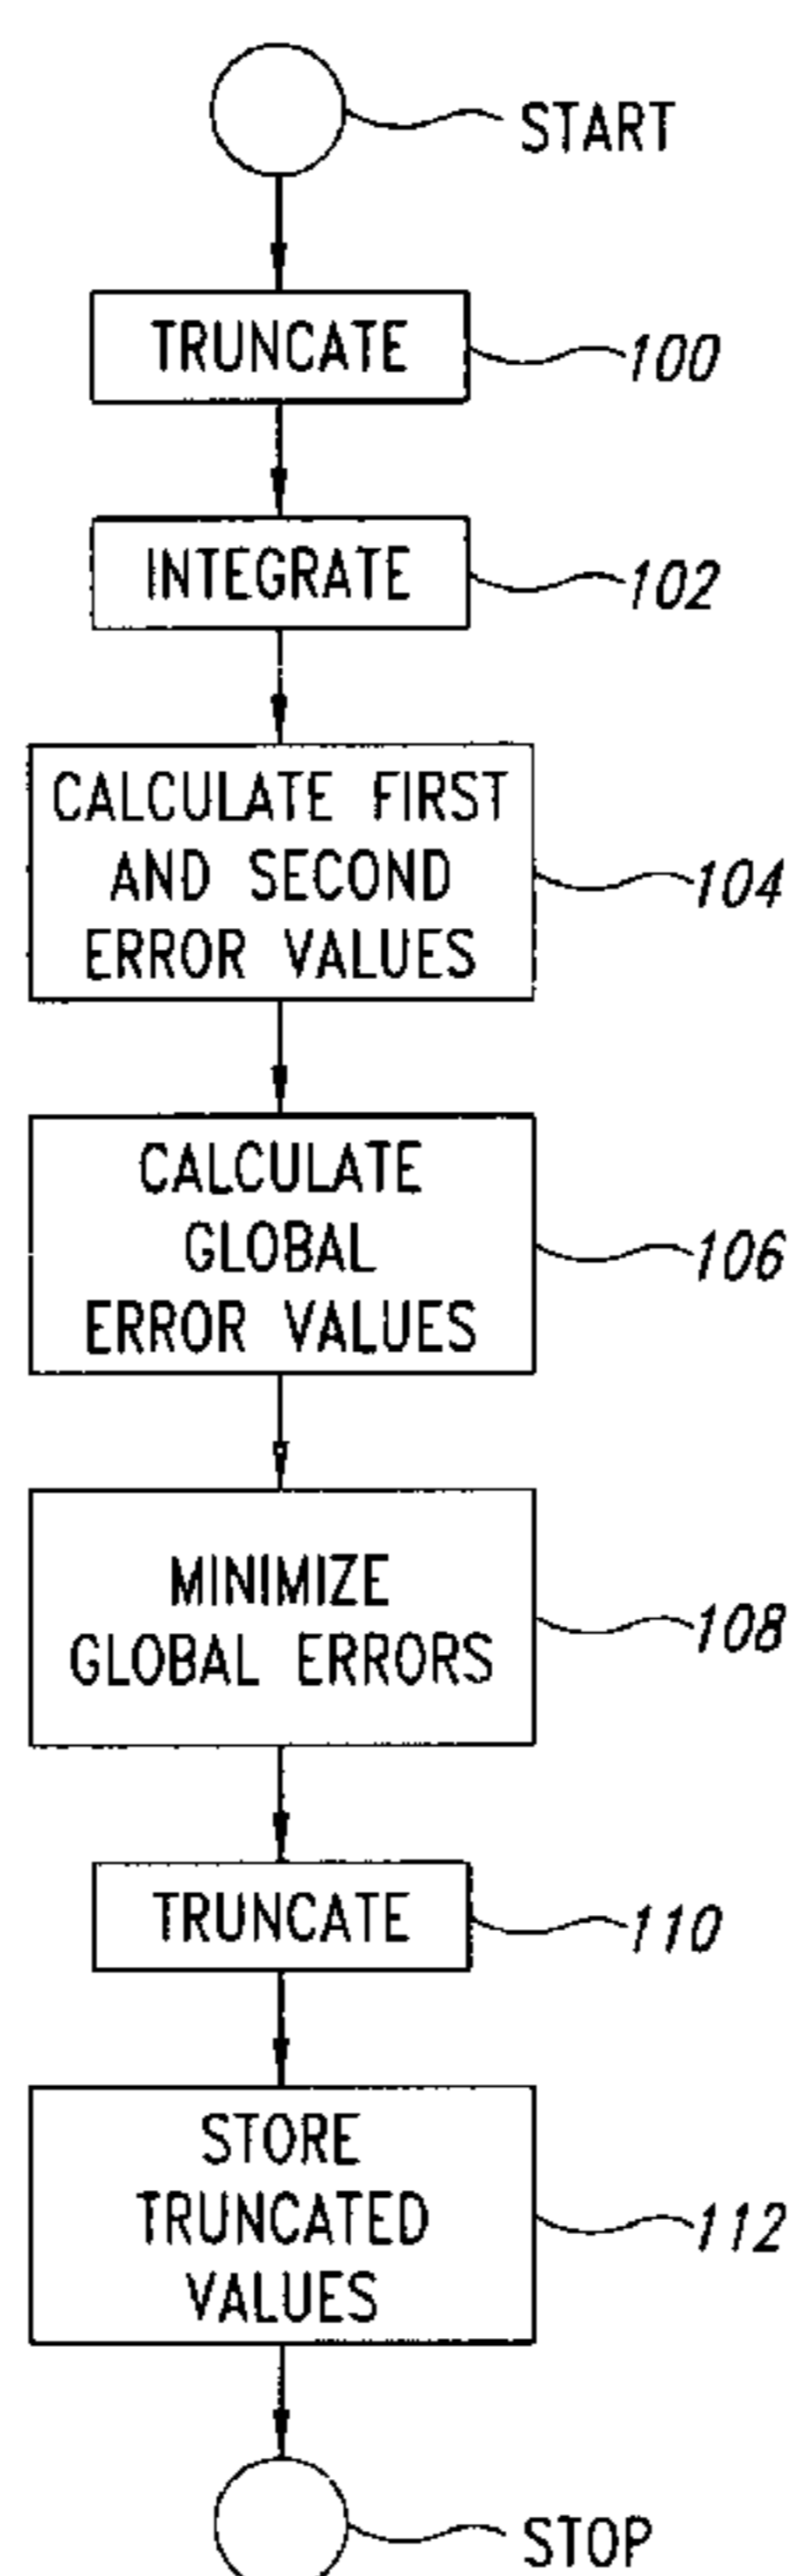 START
TRUNCATE
100
INTEGRATE
102
CALCULATE FIRST
AND SECOND
ERROR VALUES
104
CALCULATE
GLOBAL
ERROR VALUES
106
MINIMIZE
GLOBAL ERRORS
108
TRUNCATE
110
STORE
TRUNCATED
VALUES
112
STOP